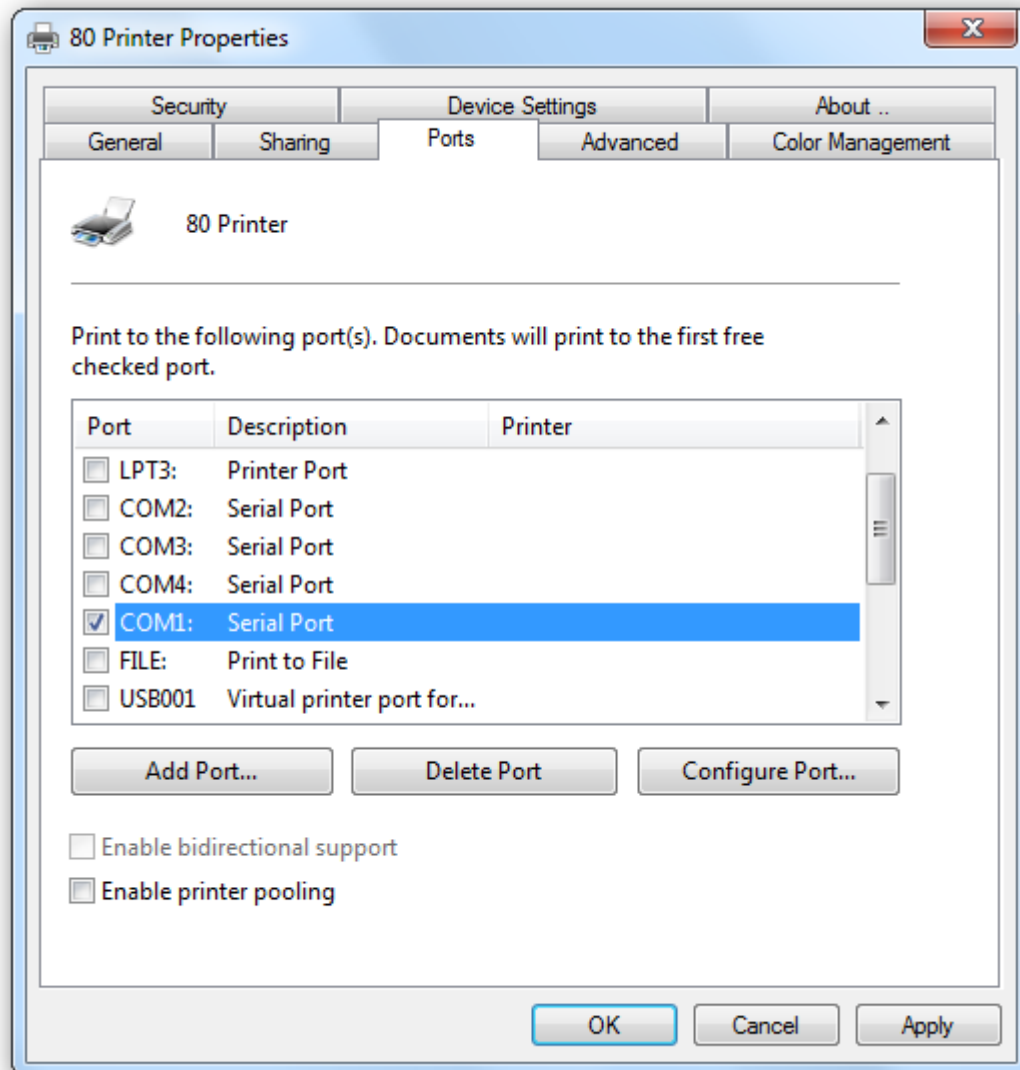 80 Printer Properties
Security Device Settings About ..
General Sharing Ports Advanced Color Management
80 Printer
Print to the following port(s). Documents will print to the first free
checked port.
Port Description Printer
LPT3: Printer Port
COM2: Serial Port
COM3: Serial Port
COM4: Serial Port
COM1: Serial Port
FILE: Print to File
USB001 Virtual printer port for...
Add Port... Delete Port Configure Port...
Enable bidirectional support
Enable printer pooling
OK Cancel Apply